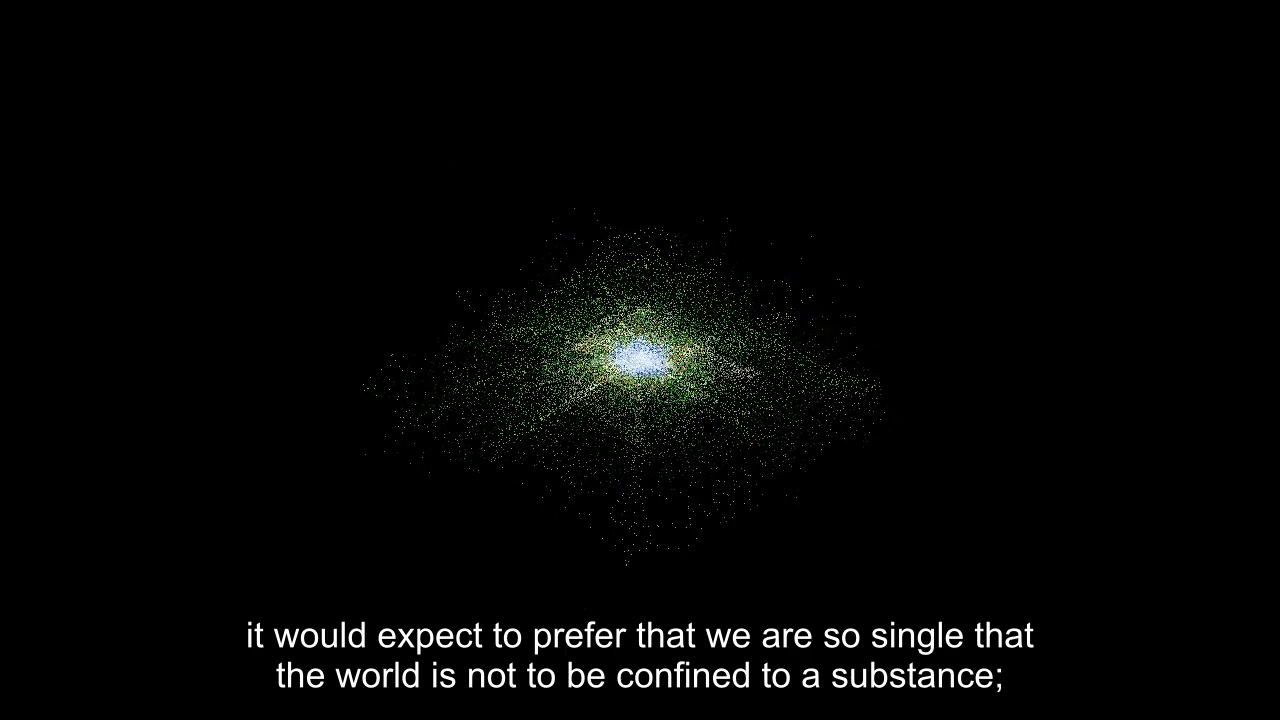 it would expect to prefer that we are so single that
the world is not to be confined to a substance;